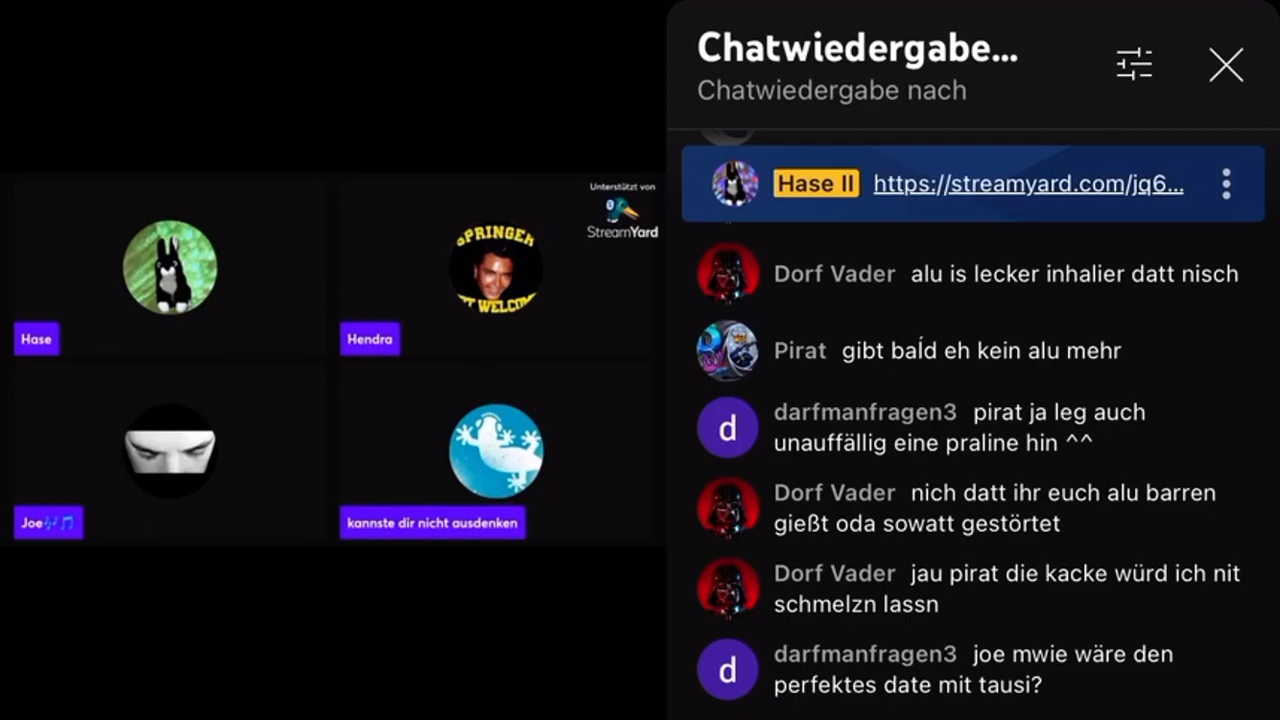 Unterstützt von
StreamYard
SPRINGER
Hase
Hendra
Joe🎶🎵
kannste dir nicht ausdenken
Chatwiedergabe...
Chatwiedergabe nach
Hase II https://streamyard.com/jq6...
Dorf Vader alu is lecker inhalier datt nisch
Pirat gibt baĺd eh kein alu mehr
d
darfmanfragen3 pirat ja leg auch
unauffällig eine praline hin ^^
Dorf Vader nich datt ihr euch alu barren
gießt oda sowatt gestörtet
Dorf Vader jau pirat die kacke würd ich nit
schmelzn lassn
d
darfmanfragen3 joe mwie wäre den
perfektes date mit tausi?